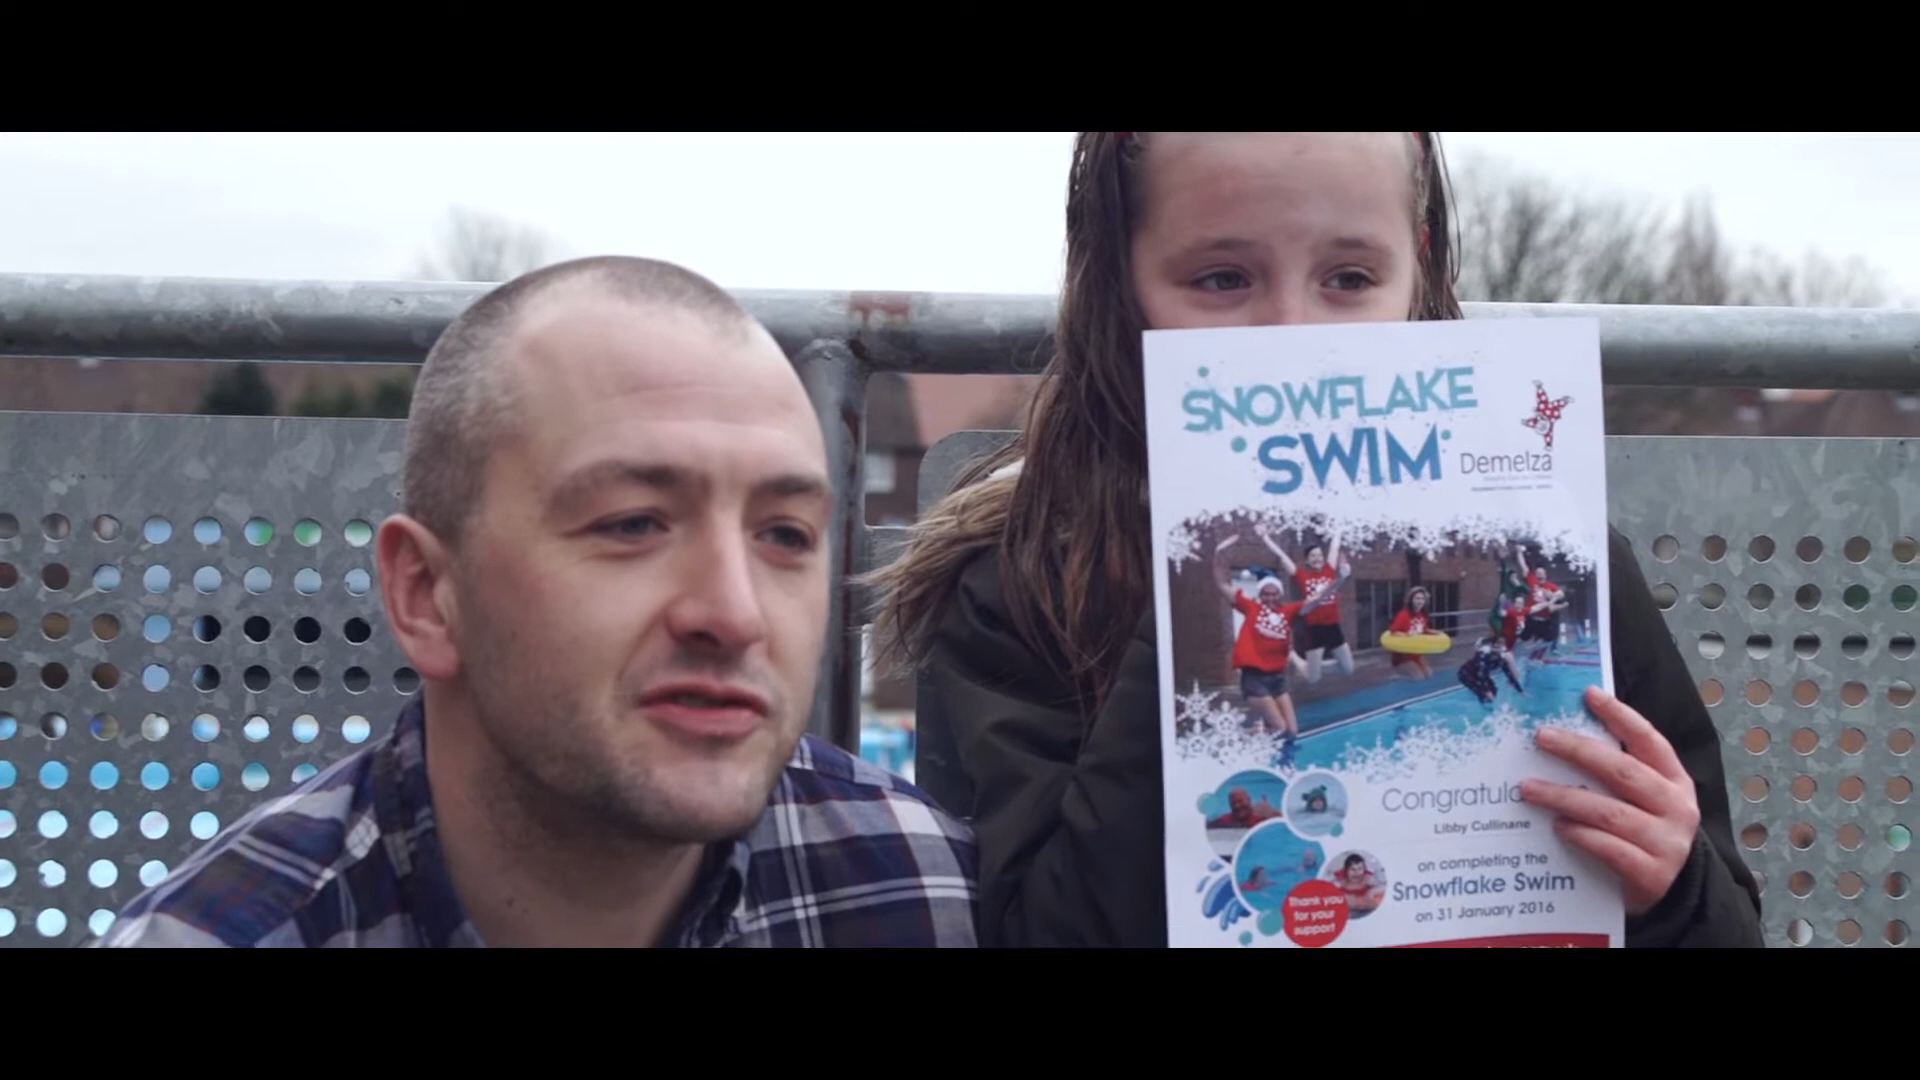 SNOWFLAKE
SWIM
Demelza
Congratula
Libby Cullinane
on completing the
Snowflake Swim
on 31 January 2016
Thank you
for your
support